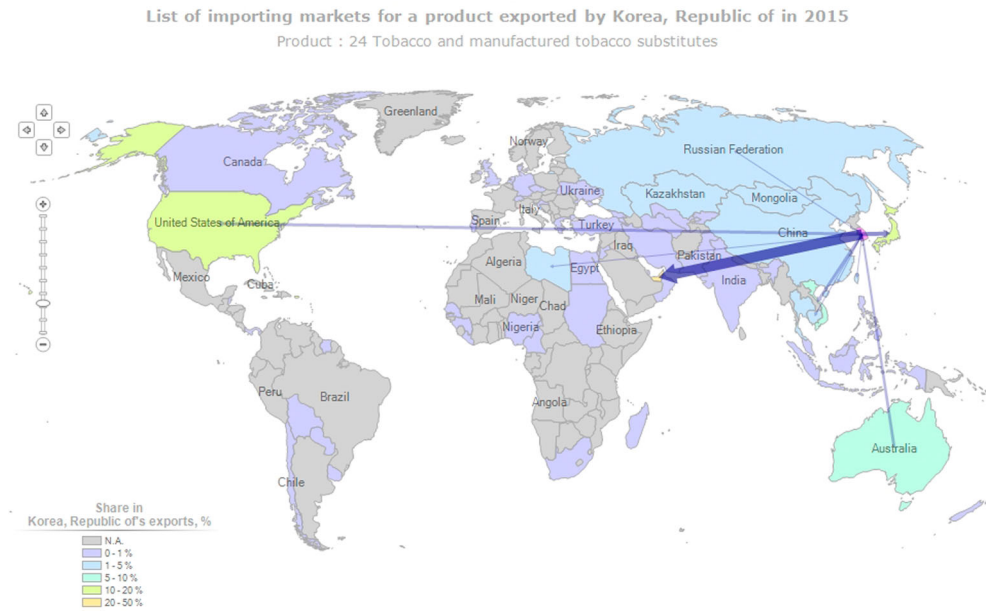 List of importing markets for a product exported by Korea, Republic of in 2015
Product : 24 Tobacco and manufactured tobacco substitutes
Greenland
Norway
Russian Federation
Canada
Ukraine
Kazakhstan
Mongolia
United States of America
Spain
Italy
Turkey
China
Iraq
Pakistan
Algeria
Egypt
India
Mexico
Cuba
Mali
Niger
Chad
Nigeria
Ethiopia
Peru
Brazil
Angola
Australia
Chile
Share in
Korea, Republic of's exports, %
N.A.
0 - 1 %
1 - 5 %
5 - 10 %
10 - 20 %
20 - 50 %